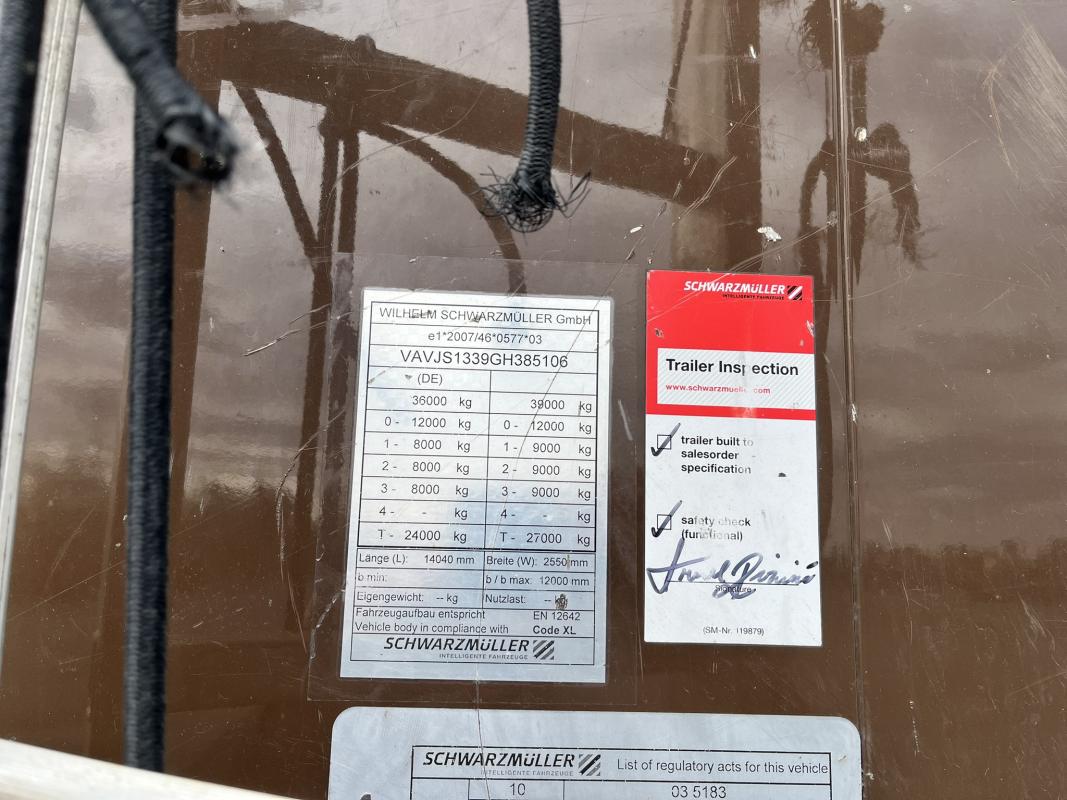 WILHELM SCHWARZMÜLLER GmbH
e1*2007/46*0577*03
VAVJS1339GH385106
(DE)
36000 kg 39000 kg
0 - 12000 kg 0 - 12000 kg
1 - 8000 kg 1 - 9000 kg
2 - 8000 kg 2 - 9000 kg
3 - 8000 kg 3 - 9000 kg
4 - - kg 4 - - kg
T - 24000 kg T - 27000 kg
Länge (L): 14040 mm Breite (W): 2550 mm
b min: b / b max: 12000 mm
Eigengewicht: -- kg Nutzlast: --
Fahrzeugaufbau entspricht EN 12642
Vehicle body in compliance with Code XL
SCHWARZMÜLLER
INTELLIGENTE FAHRZEUGE
SCHWARZMÜLLER
INTELLIGENTE FAHRZEUGE
Trailer Inspection
www.schwarzmueller.com
trailer built to
salesorder
specification
safety check
(functional)
Signature
(SM-Nr. 119879)
SCHWARZMÜLLER
INTELLIGENTE FAHRZEUGE
List of regulatory acts for this vehicle
10 03 5183